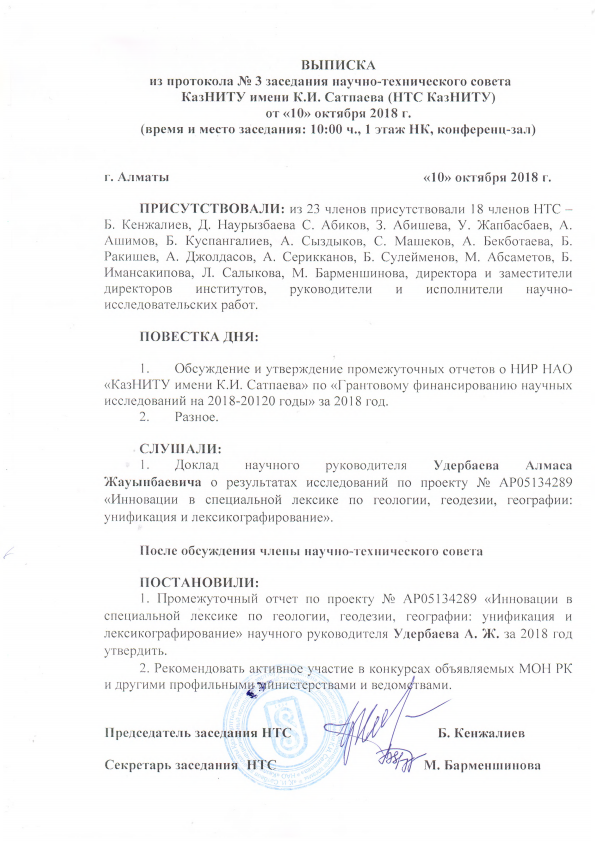 ВЫПИСКА
из протокола № 3 заседания научно-технического совета
КазНИТУ имени К.И. Сатпаева (НТС КазНИТУ)
от «10» октября 2018 г.
(время и место заседания: 10:00 ч., 1 этаж НК, конференц-зал)
г. Алматы «10» октября 2018 г.
ПРИСУТСТВОВАЛИ: из 23 членов присутствовали 18 членов НТС –
Б. Кенжалиев, Д. Наурызбаева С. Абиков, З. Абишева, У. Жапбасбаев, А.
Ашимов, Б. Куспангалиев, А. Сыздыков, С. Машеков, А. Бекботаева, Б.
Ракишев, А. Джолдасов, А. Серикканов, Б. Сулейменов, М. Абсаметов, Б.
Имансакипова, Л. Салыкова, М. Барменшинова, директора и заместители
директоров институтов, руководители и исполнители научно-
исследовательских работ.
ПОВЕСТКА ДНЯ:
1. Обсуждение и утверждение промежуточных отчетов о НИР НАО
«КазНИТУ имени К.И. Сатпаева» по «Грантовому финансированию научных
исследований на 2018-20120 годы» за 2018 год.
2. Разное.
СЛУШАЛИ:
1. Доклад научного руководителя Удербаева Алмаса
Жауынбаевича о результатах исследований по проекту № АР05134289
«Инновации в специальной лексике по геологии, геодезии, географии:
унификация и лексикографирование».
После обсуждения члены научно-технического совета
ПОСТАНОВИЛИ:
1. Промежуточный отчет по проекту № АР05134289 «Инновации в
специальной лексике по геологии, геодезии, географии: унификация и
лексикографирование» научного руководителя Удербаева А. Ж. за 2018 год
утвердить.
2. Рекомендовать активное участие в конкурсах объявляемых МОН РК
и другими профильными министерствами и ведомствами.
Председатель заседания НТС Б. Кенжалиев
Секретарь заседания НТС М. Барменшинова